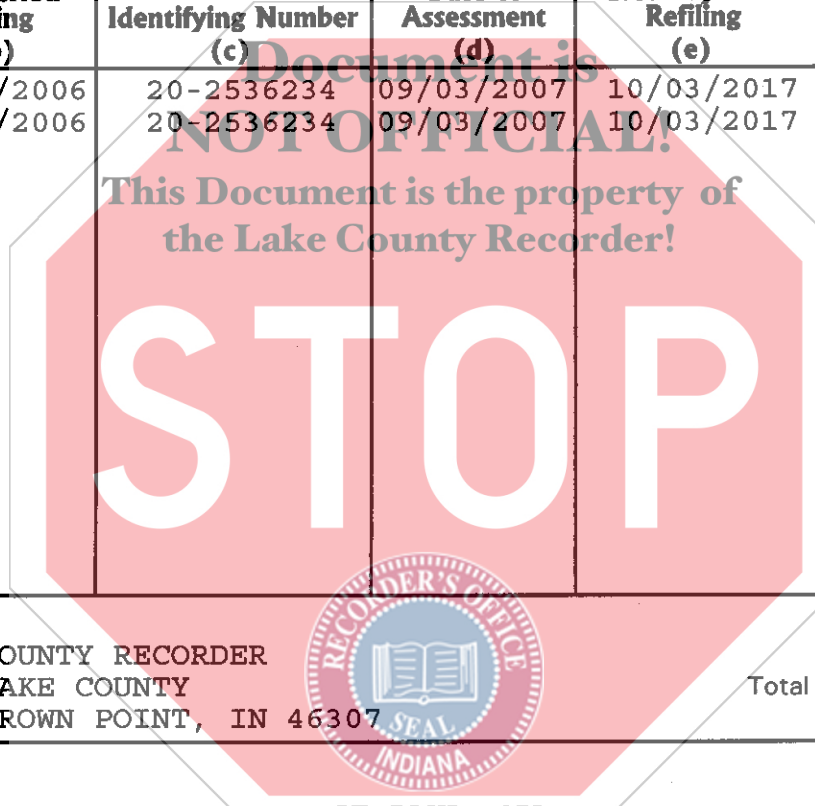 ing Identifying Number Assessment Refiling
) (c) (d) (e)
Document is
/2006 20-2536234 09/03/2007 10/03/2017
/2006 20-2536234 09/03/2007 10/03/2017
NOT OFFICIAL!
This Document is the property of
the Lake County Recorder!
STOP
RECORDER'S OFFICE
OUNTY RECORDER
AKE COUNTY Total
ROWN POINT, IN 46307
SEAL
INDIANA